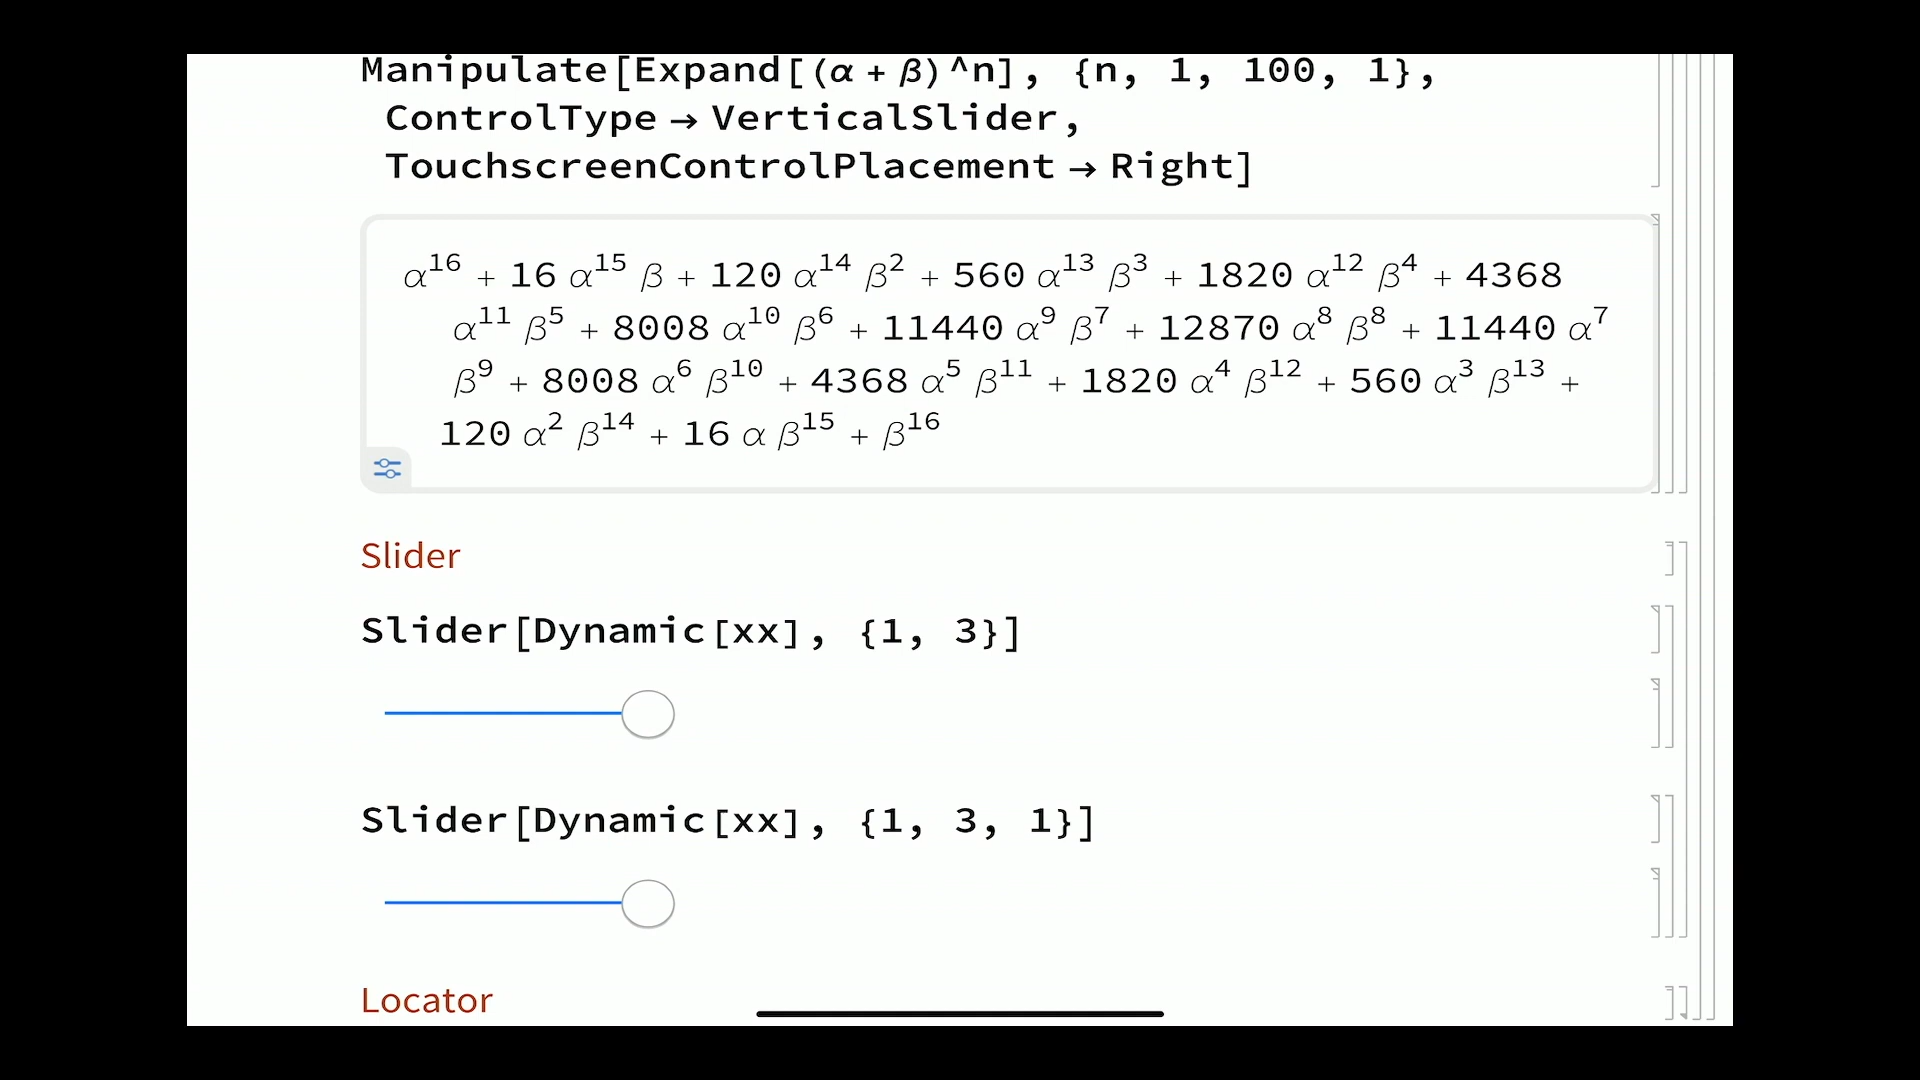 Manipulate[Expand[(α + β)^n], {n, 1, 100, 1},
ControlType → VerticalSlider,
TouchscreenControlPlacement → Right]
α¹⁶ + 16 α¹⁵ β + 120 α¹⁴ β² + 560 α¹³ β³ + 1820 α¹² β⁴ + 4368
α¹¹ β⁵ + 8008 α¹⁰ β⁶ + 11440 α⁹ β⁷ + 12870 α⁸ β⁸ + 11440 α⁷
β⁹ + 8008 α⁶ β¹⁰ + 4368 α⁵ β¹¹ + 1820 α⁴ β¹² + 560 α³ β¹³ +
120 α² β¹⁴ + 16 α β¹⁵ + β¹⁶
Slider
Slider[Dynamic[xx], {1, 3}]
Slider[Dynamic[xx], {1, 3, 1}]
Locator